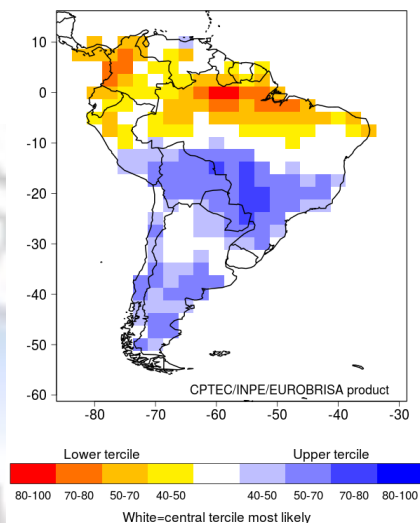 10
0
-10
-20
-30
-40
-50
-60
CPTEC/INPE/EUROBRISA product
-80 -70 -60 -50 -40 -30
Lower tercile Upper tercile
80-100 70-80 50-70 40-50 40-50 50-70 70-80 80-100
White=central tercile most likely